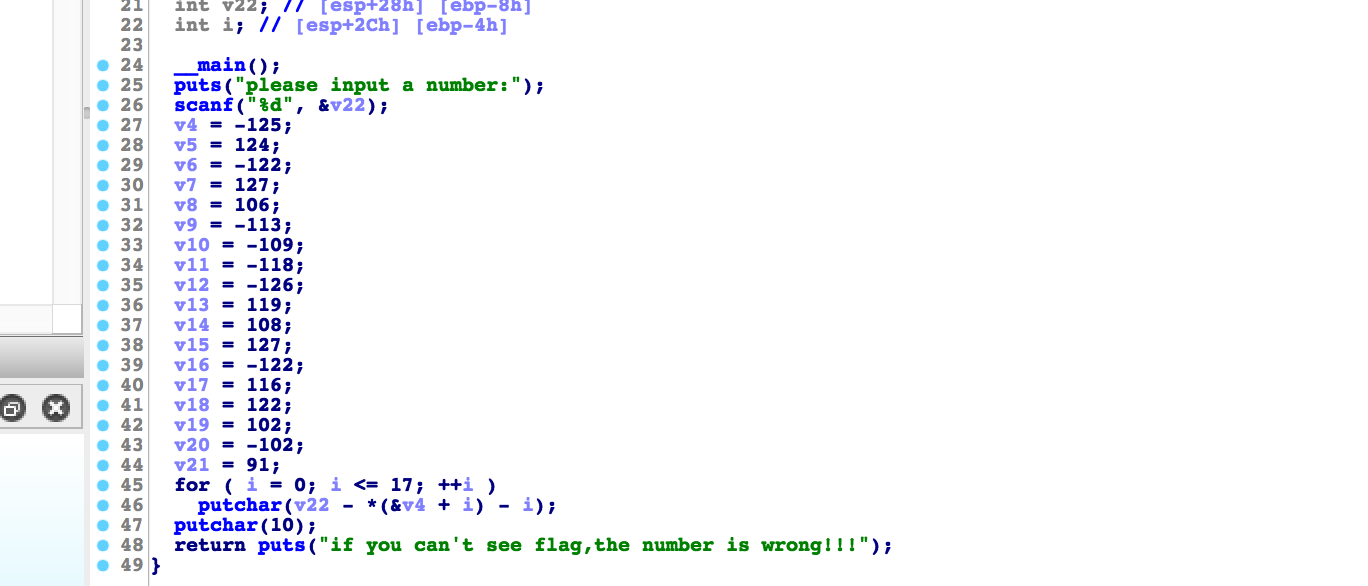 21 int v22; // [esp+28h] [ebp-8h]
22 int i; // [esp+2Ch] [ebp-4h]
23
24 __main();
25 puts("please input a number:");
26 scanf("%d", &v22);
27 v4 = -125;
28 v5 = 124;
29 v6 = -122;
30 v7 = 127;
31 v8 = 106;
32 v9 = -113;
33 v10 = -109;
34 v11 = -118;
35 v12 = -126;
36 v13 = 119;
37 v14 = 108;
38 v15 = 127;
39 v16 = -122;
40 v17 = 116;
41 v18 = 122;
42 v19 = 102;
43 v20 = -102;
44 v21 = 91;
45 for ( i = 0; i <= 17; ++i )
46 putchar(v22 - *(&v4 + i) - i);
47 putchar(10);
48 return puts("if you can't see flag,the number is wrong!!!");
49 }